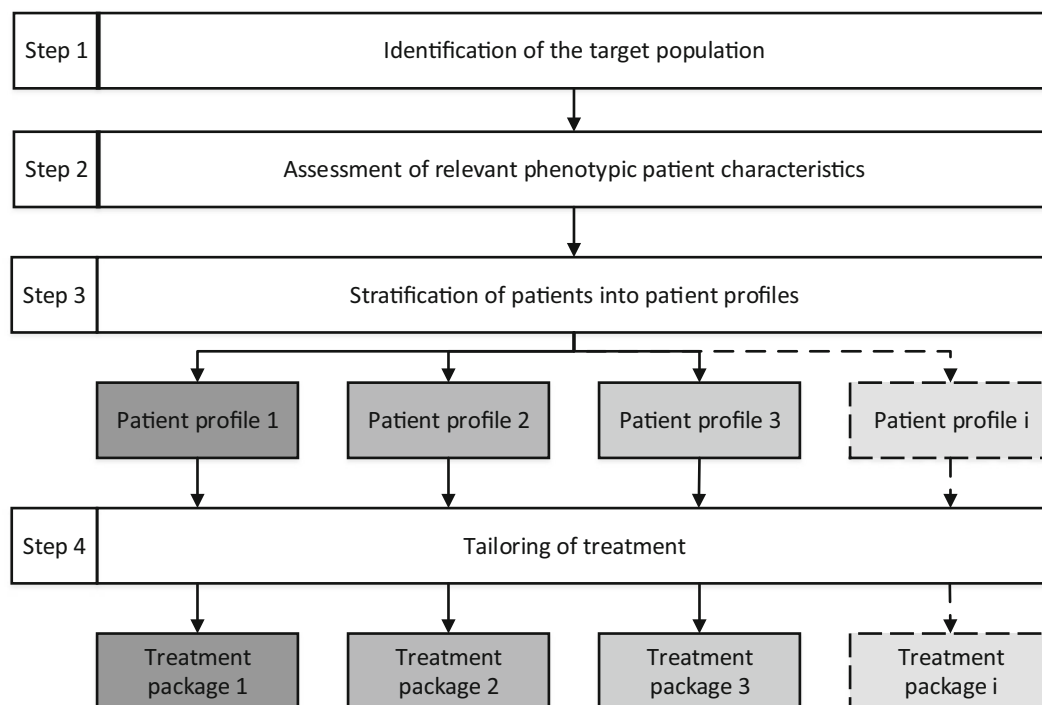 Step 1
Identification of the target population
Step 2
Assessment of relevant phenotypic patient characteristics
Step 3
Stratification of patients into patient profiles
Patient profile 1
Patient profile 2
Patient profile 3
Patient profile i
Step 4
Tailoring of treatment
Treatment
package 1
Treatment
package 2
Treatment
package 3
Treatment
package i